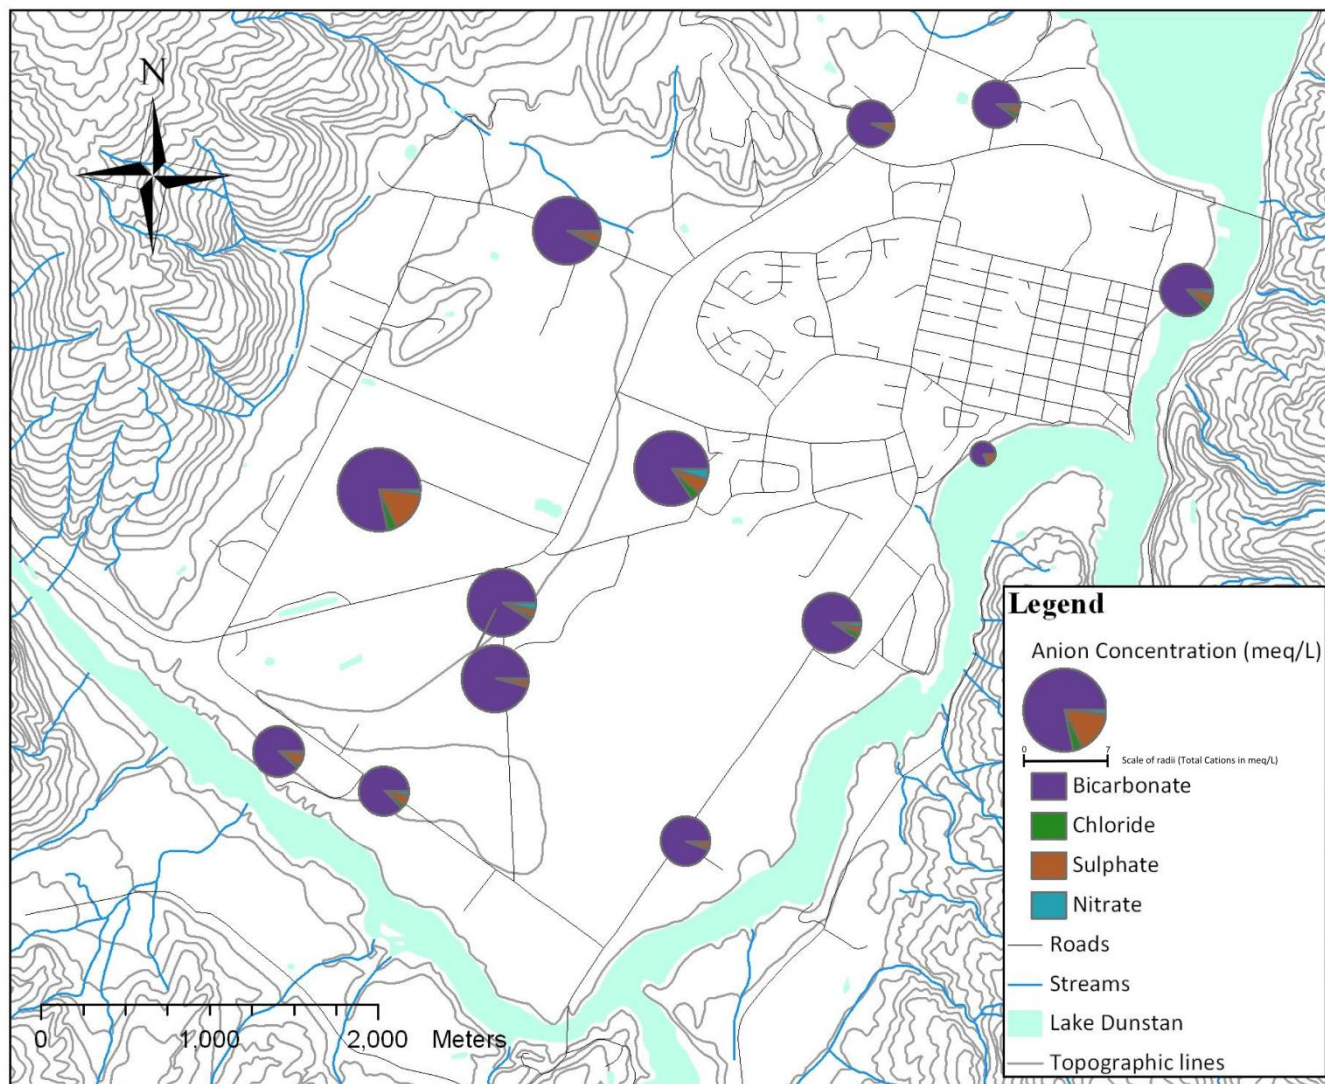 N
Legend
Anion Concentration (meq/L)
0 7
Scale of radii (Total Cations in meq/L)
Bicarbonate
Chloride
Sulphate
Nitrate
Roads
Streams
Lake Dunstan
Topographic lines
0 1,000 2,000 Meters